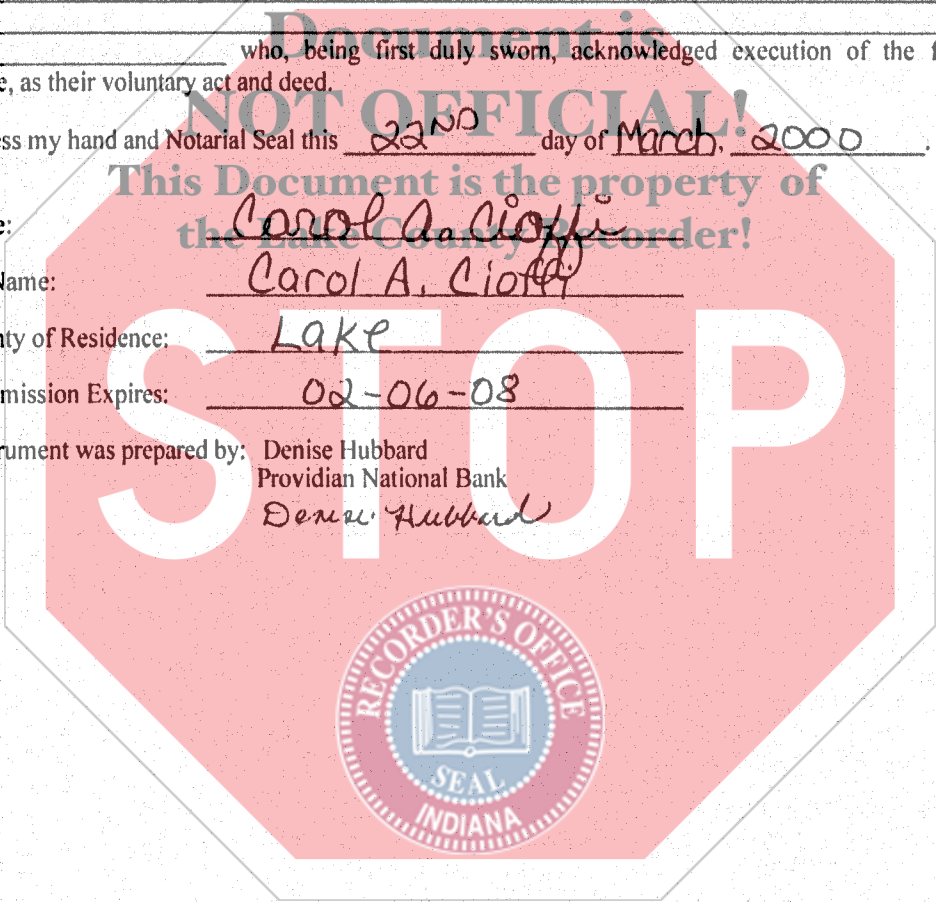 Document is
who, being first duly sworn, acknowledged execution of the f
e, as their voluntary act and deed.
NOT OFFICIAL!
ess my hand and Notarial Seal this 22ND day of March, 2000.
This Document is the property of
the Lake County Recorder!
e: Carol A. Cioffi
Name: Carol A. Cioffi
nty of Residence: Lake
mission Expires: 02-06-08
STOP
rument was prepared by: Denise Hubbard
Providian National Bank
Denise Hubbard
RECORDER'S OFFICE
SEAL
INDIANA